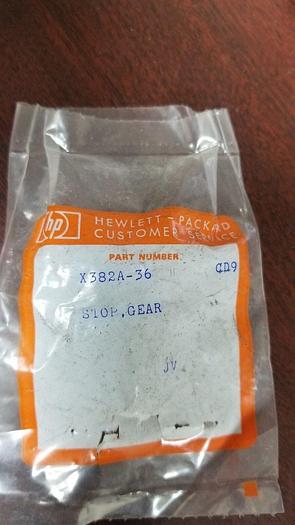 hp HEWLETT-PACKARD
CUSTOMER SERVICE
PART NUMBER
X382A-36 CD9
STOP,GEAR
JV